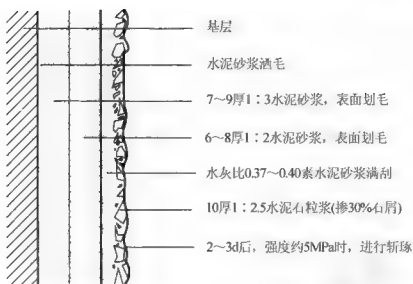 基层
水泥砂浆洒毛
7～9厚1：3水泥砂浆，表面划毛
6～8厚1：2水泥砂浆，表面划毛
水灰比0.37～0.40素水泥砂浆满刮
10厚1：2.5水泥石粒浆(掺30%石屑)
2～3d后，强度约5MPa时，进行斩琢